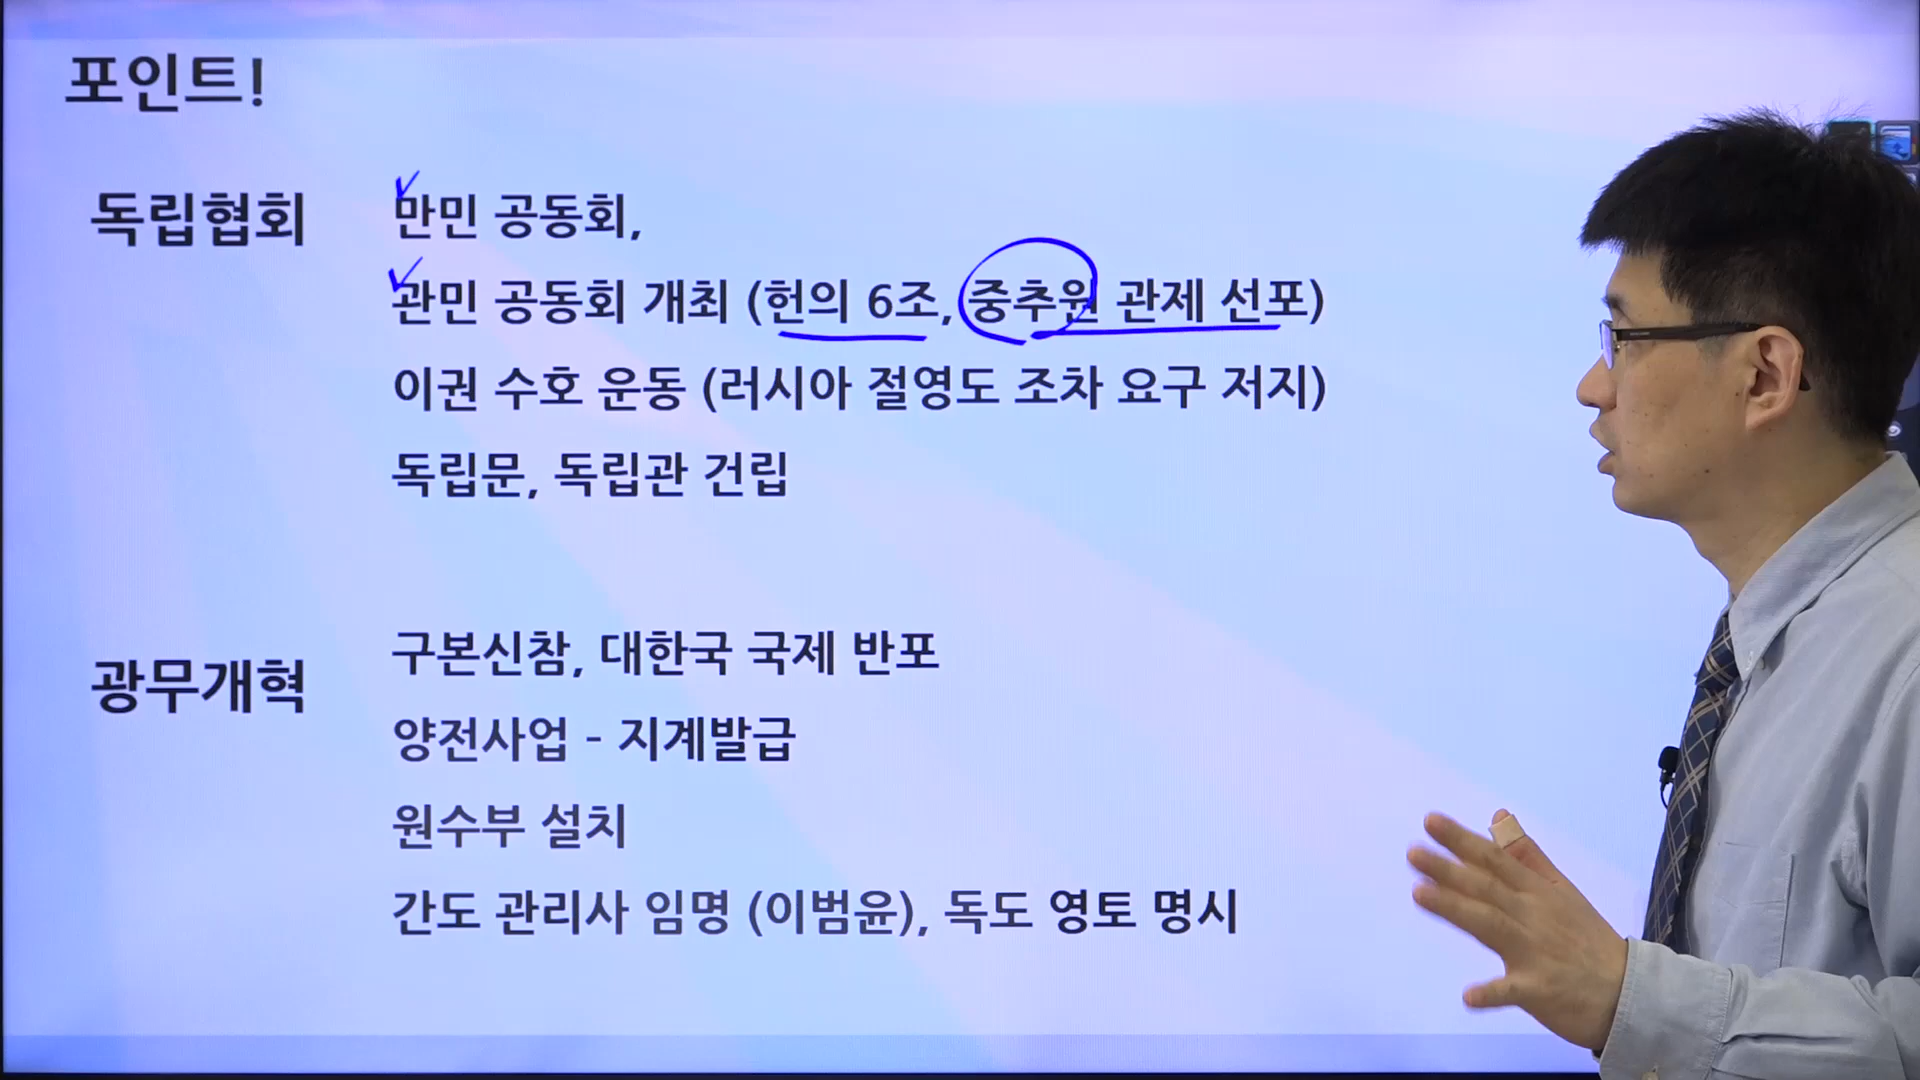 포인트!
독립협회
만민 공동회,
관민 공동회 개최 (헌의 6조, 중추원 관제 선포)
이권 수호 운동 (러시아 절영도 조차 요구 저지)
독립문, 독립관 건립
광무개혁
구본신참, 대한국 국제 반포
양전사업 - 지계발급
원수부 설치
간도 관리사 임명 (이범윤), 독도 영토 명시